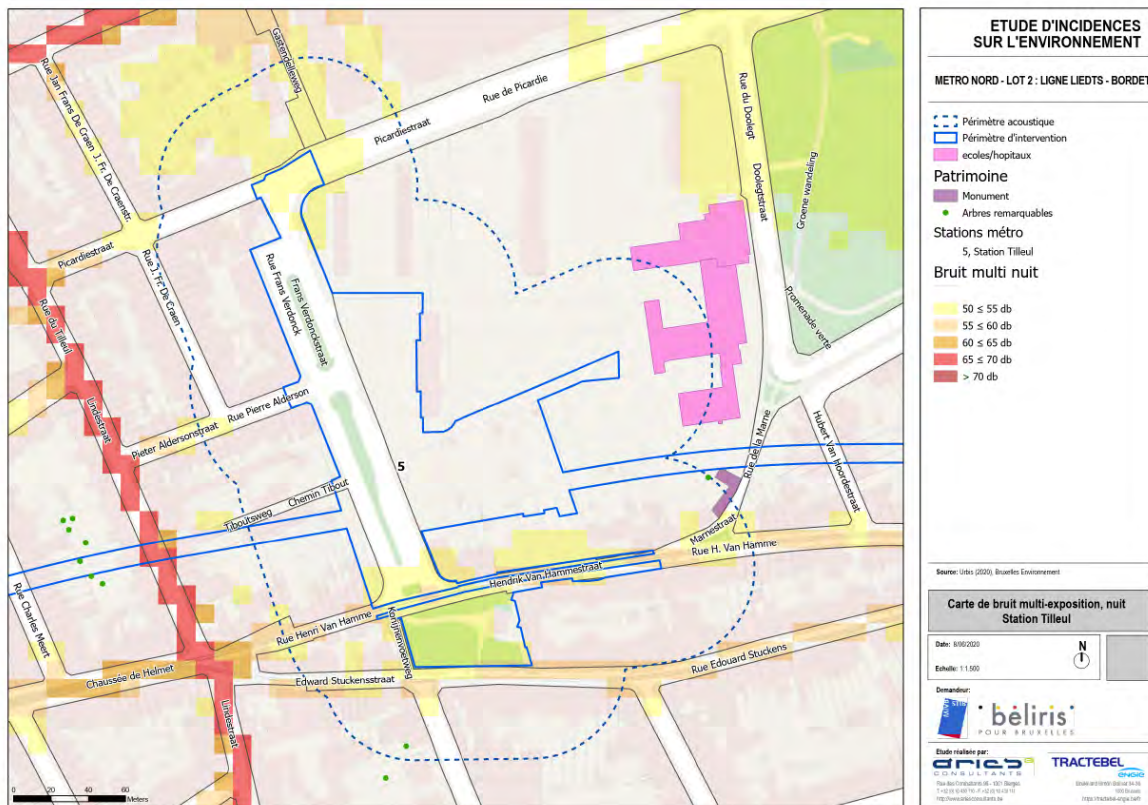 Gastendelleweg
Rue de Picardie
Picardiestraat
Rue Jan Frans De Craen
J. Fr. De Craenstr.
Rue du Doolegt
Doolegtstraat
Groene wandeling
Picardiestraat
Rue J. Fr. De Craen
Rue Frans Verdonck
Frans Verdonckstraat
Promenade verte
Rue du Tilleul
Lindestraat
Rue Pierre Alderson
Pieter Aldersonstraat
5
Chemin Tibout
Tiboutsweg
Rue de la Marne
Marnestraat
Hubert Van Hoordestraat
Rue H. Van Hamme
Hendrik Van Hammestraat
Rue Henri Van Hamme
Konijnenvoetweg
Rue Charles Meert
Chaussée de Helmet
Lindestraat
Edward Stuckensstraat
Rue Edouard Stuckens
0 20 40 60
Meters
ETUDE D'INCIDENCES
SUR L'ENVIRONNEMENT
METRO NORD - LOT 2 : LIGNE LIEDTS - BORDET
Périmètre acoustique
Périmètre d'intervention
ecoles/hopitaux
Patrimoine
Monument
Arbres remarquables
Stations métro
5, Station Tilleul
Bruit multi nuit
50 ≤ 55 db
55 ≤ 60 db
60 ≤ 65 db
65 ≤ 70 db
> 70 db
Source: Urbis (2020), Bruxelles Environnement
Carte de bruit multi-exposition, nuit
Station Tilleul
Date:
N
Echelle: 1:1.500
Demandeur:
beliris
POUR BRUXELLES
Etude réalisée par:
aries
CONSULTANTS
TRACTEBEL
ENGIE